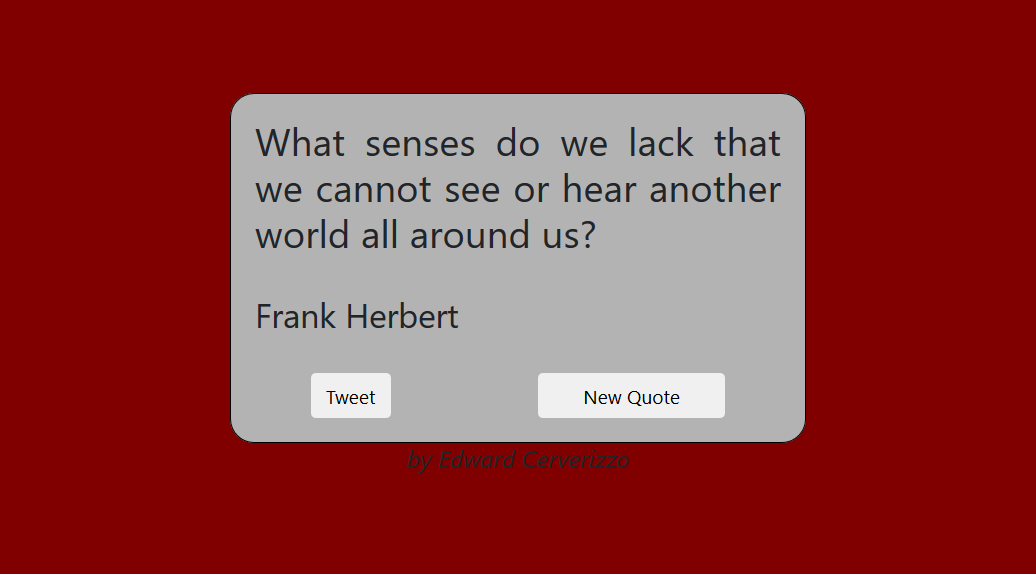 What senses do we lack that
we cannot see or hear another
world all around us?
Frank Herbert
Tweet
New Quote
by Edward Cerverizzo